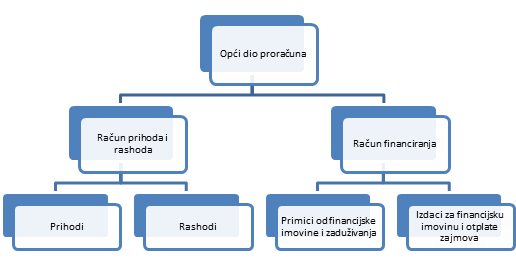 Opći dio proračuna
Račun prihoda i
rashoda
Račun financiranja
Prihodi
Rashodi
Primici od financijske
imovine i zaduživanja
Izdaci za financijsku
imovinu i otplate
zajmova